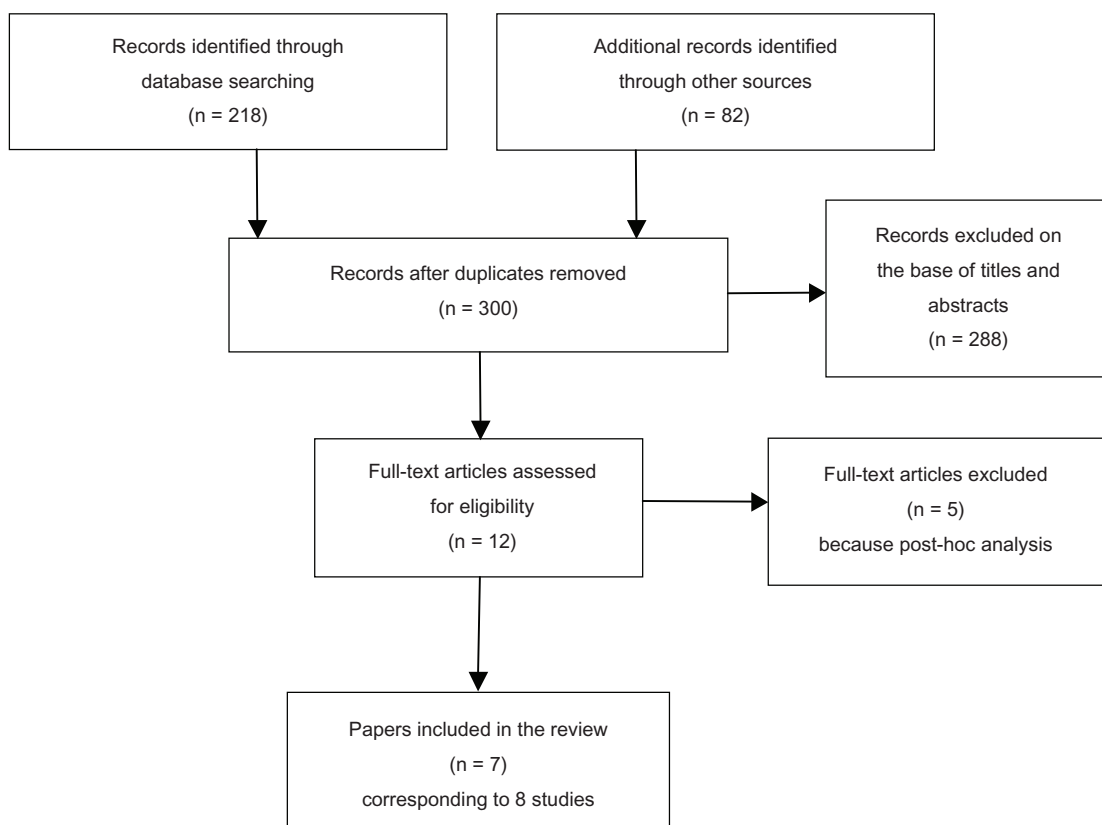 Records identified through
database searching
(n = 218)
Additional records identified
through other sources
(n = 82)
Records after duplicates removed
(n = 300)
Records excluded on
the base of titles and
abstracts
(n = 288)
Full-text articles assessed
for eligibility
(n = 12)
Full-text articles excluded
(n = 5)
because post-hoc analysis
Papers included in the review
(n = 7)
corresponding to 8 studies